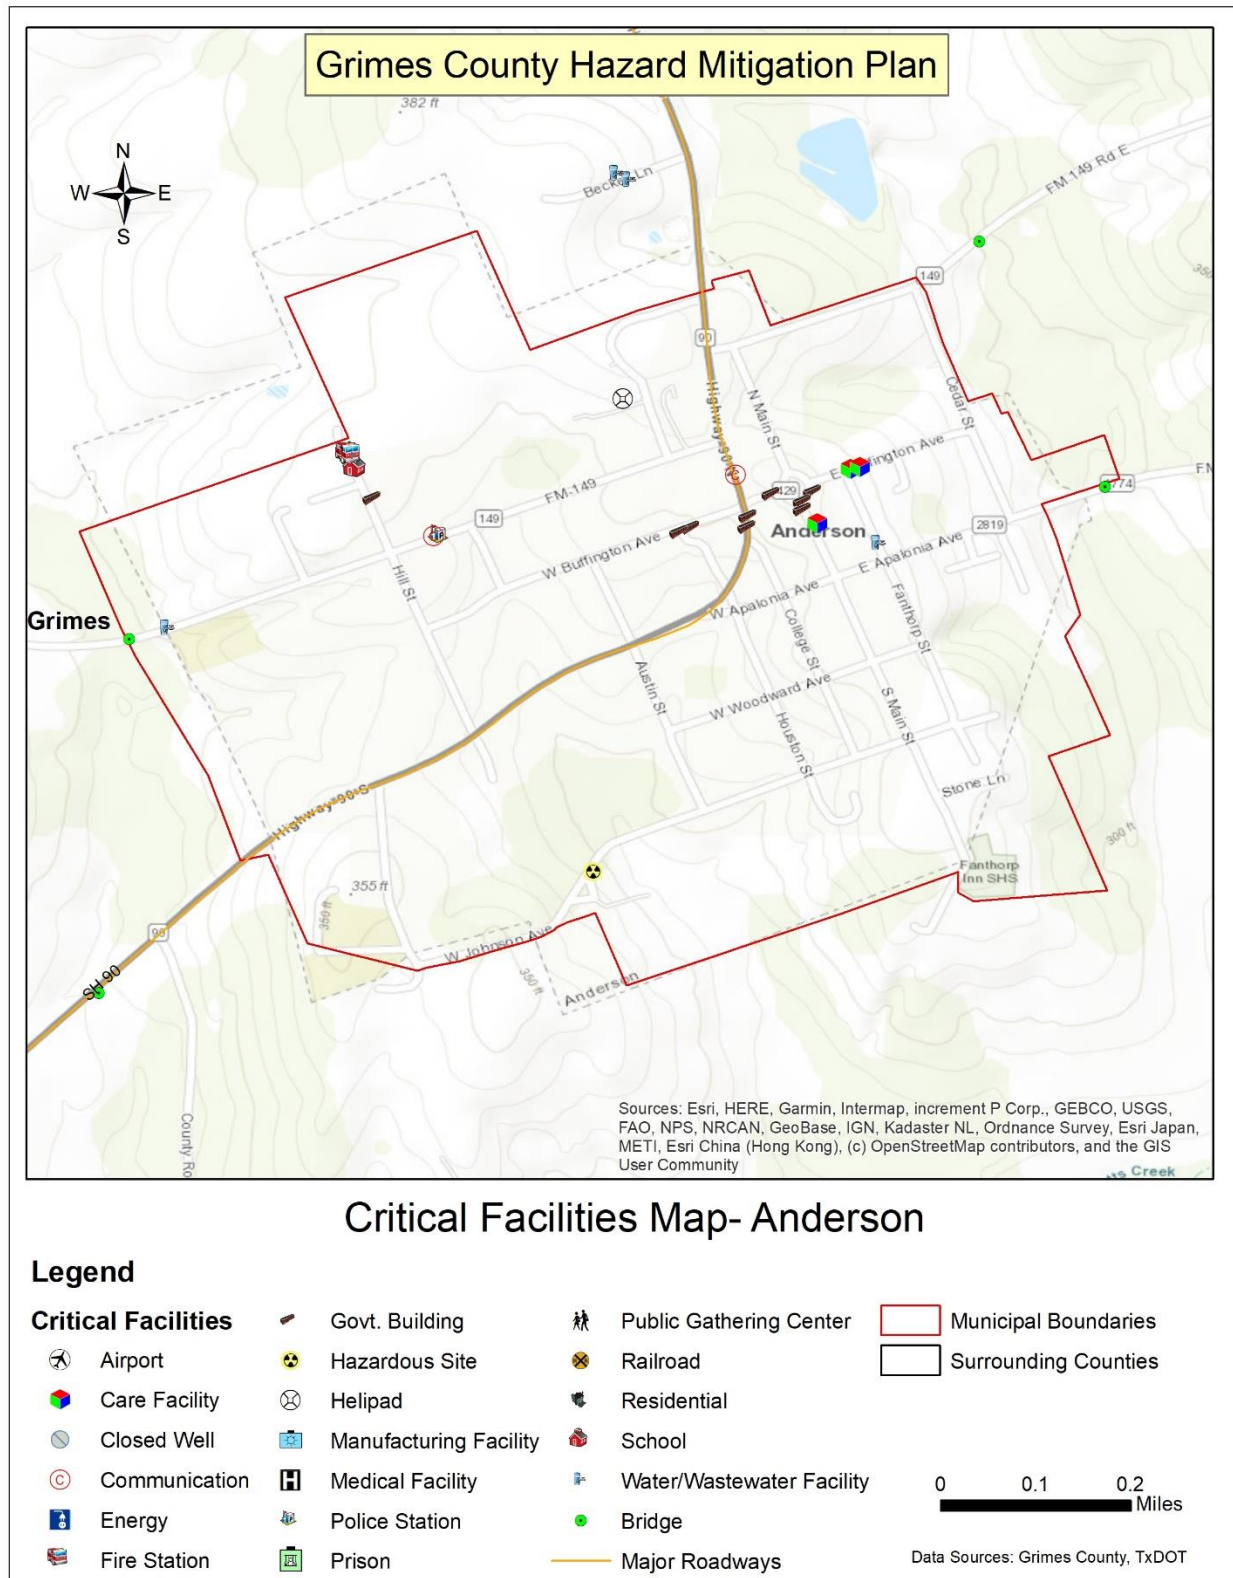 Grimes County Hazard Mitigation Plan
382 ft
N
W
E
S
Becker Ln
FM 149 Rd E
149
90
Highway 90 S
N Main St
Cedar St
E Buffington Ave
FM-149
149
429
1774
FM
Anderson
2819
W Buffington Ave
E Apalonia Ave
W Apalonia Ave
Hill St
Grimes
College St
Fanthorp St
Austin St
W Woodward Ave
S Main St
Houston St
Stone Ln
Highway 90 S
300 ft
Fanthorp
Inn SHS
355 ft
350 ft
90
W Johnson Ave
SH 90
350 ft
Anderson
County Ro
Sources: Esri, HERE, Garmin, Intermap, increment P Corp., GEBCO, USGS,
FAO, NPS, NRCAN, GeoBase, IGN, Kadaster NL, Ordnance Survey, Esri Japan,
METI, Esri China (Hong Kong), (c) OpenStreetMap contributors, and the GIS
User Community
Creek
Critical Facilities Map- Anderson
Legend
Critical Facilities
Airport
Care Facility
Closed Well
Communication
Energy
Fire Station
Govt. Building
Hazardous Site
Helipad
Manufacturing Facility
Medical Facility
Police Station
Prison
Public Gathering Center
Railroad
Residential
School
Water/Wastewater Facility
Bridge
Major Roadways
Municipal Boundaries
Surrounding Counties
0 0.1 0.2
Miles
Data Sources: Grimes County, TxDOT